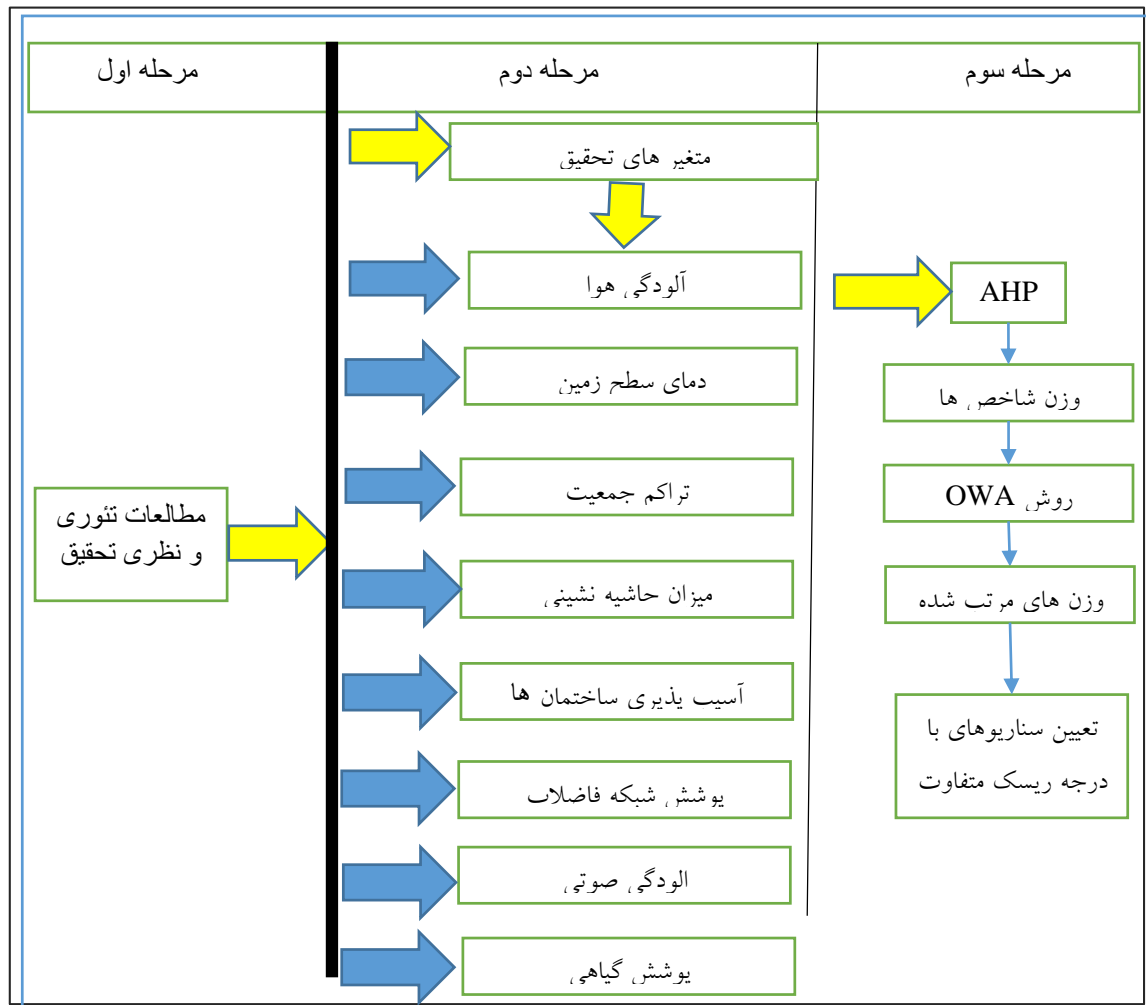 مرحله اول
مرحله دوم
مرحله سوم
مطالعات تئوری
و نظری تحقیق
متغیر های تحقیق
آلودگی هوا
دمای سطح زمین
تراکم جمعیت
میزان حاشیه نشینی
آسیب پذیری ساختمان ها
پوشش شبکه فاضلاب
الودگی صوتی
پوشش گیاهی
AHP
وزن شاخص ها
روش OWA
وزن های مرتب شده
تعیین سناریوهای با
درجه ریسک متفاوت